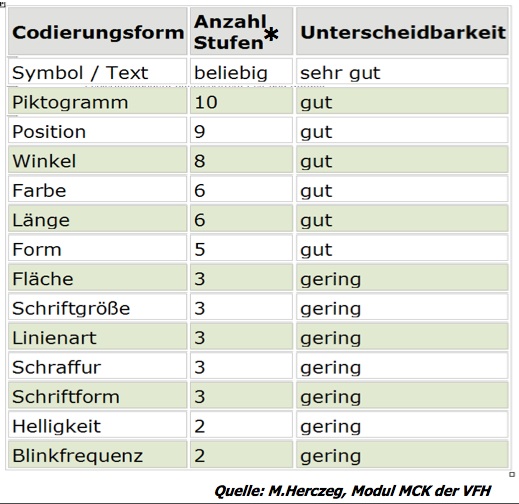 Codierungsform Anzahl Stufen* Unterscheidbarkeit
Symbol / Text beliebig sehr gut
Piktogramm 10 gut
Position 9 gut
Winkel 8 gut
Farbe 6 gut
Länge 6 gut
Form 5 gut
Fläche 3 gering
Schriftgröße 3 gering
Linienart 3 gering
Schraffur 3 gering
Schriftform 3 gering
Helligkeit 2 gering
Blinkfrequenz 2 gering
Quelle: M.Herczeg, Modul MCK der VFH